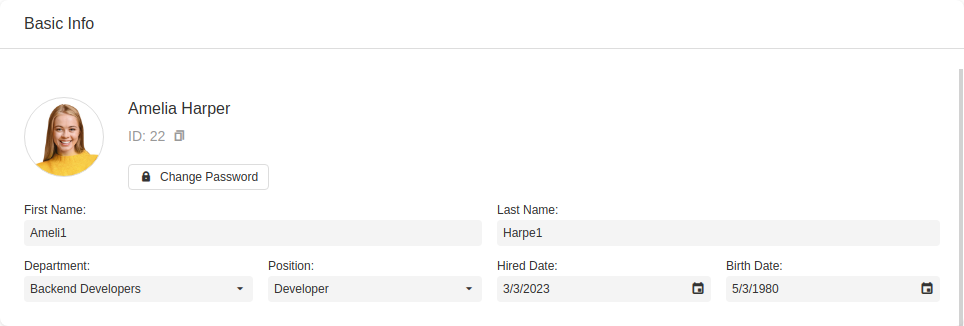 Basic Info
Amelia Harper
ID: 22
Change Password
First Name: Last Name:
Ameli1 Harpe1
Department: Position: Hired Date: Birth Date:
Backend Developers Developer 3/3/2023 5/3/1980